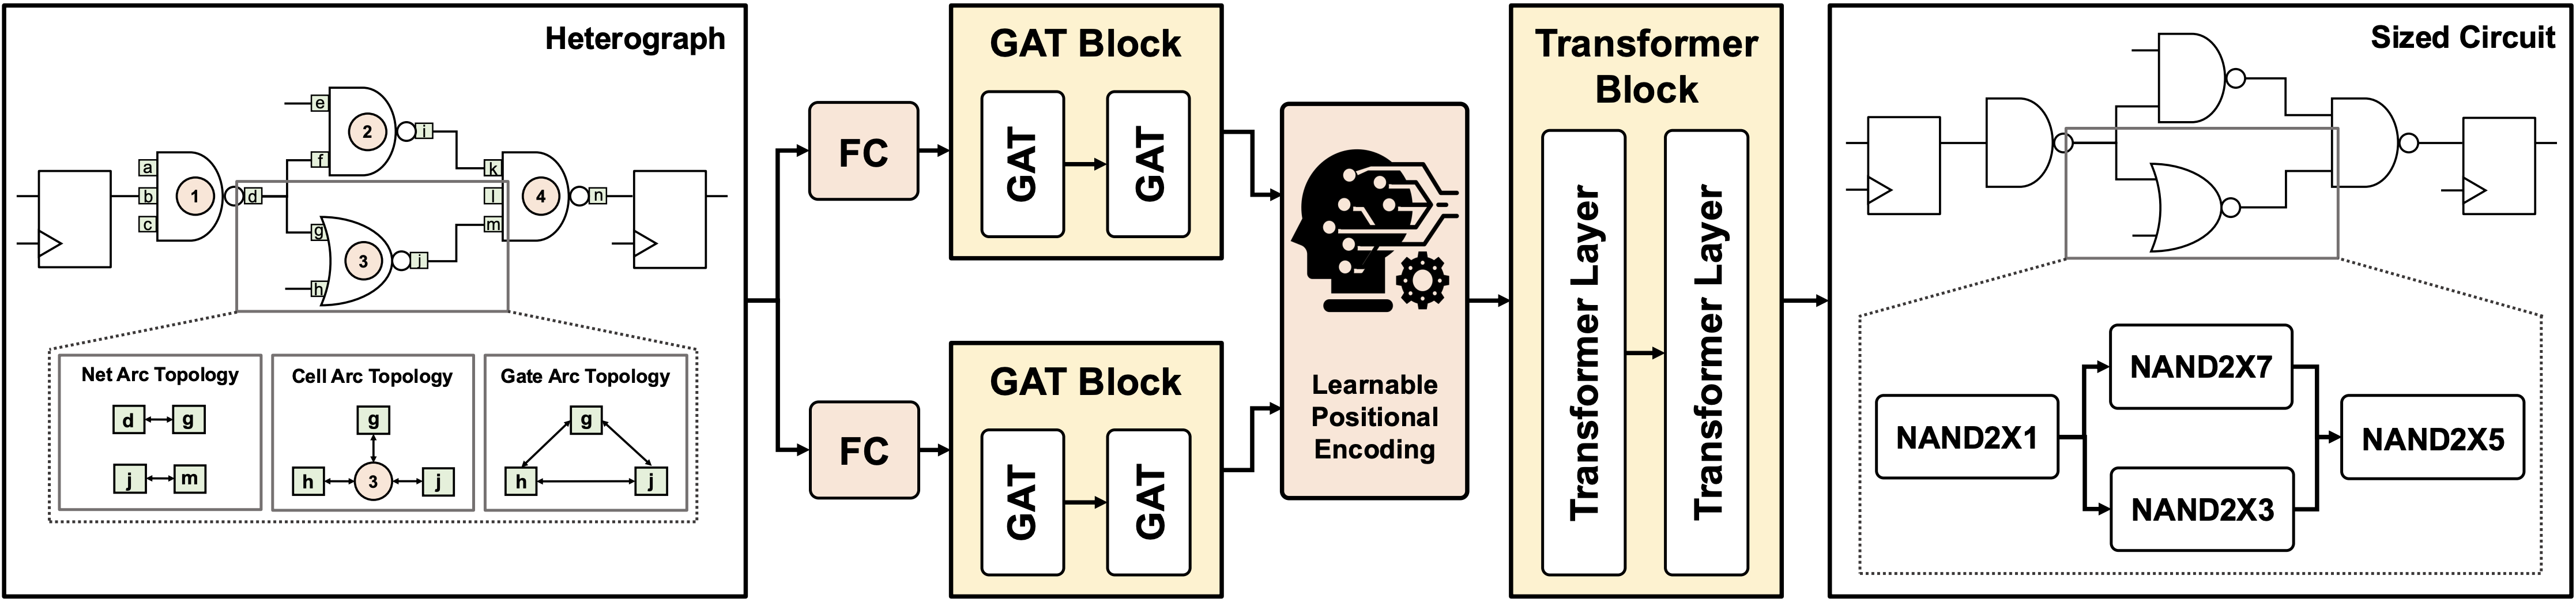 Heterograph
e
2
i
f
a
b
c
1
d
k
l
m
4
n
g
3
j
h
Net Arc Topology
d g
j m
Cell Arc Topology
g
h 3 j
Gate Arc Topology
g
h j
FC
FC
GAT Block
GAT
GAT
GAT Block
GAT
GAT
Learnable
Positional
Encoding
Transformer
Block
Transformer Layer
Transformer Layer
Sized Circuit
NAND2X1
NAND2X7
NAND2X3
NAND2X5